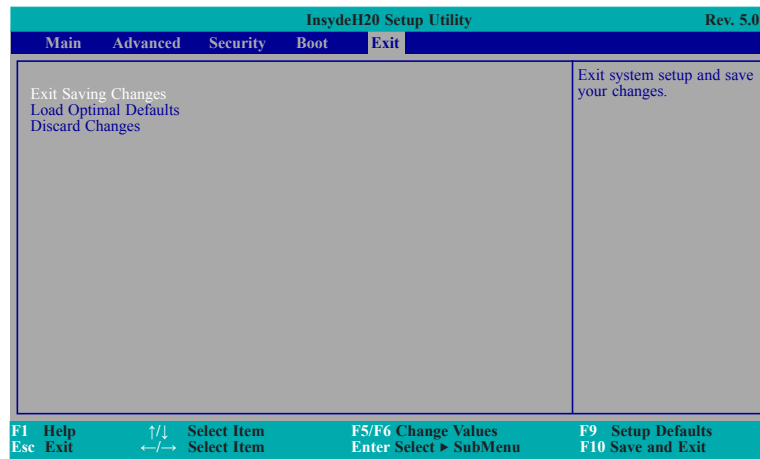 InsydeH20 Setup Utility Rev. 5.0
Main Advanced Security Boot Exit
Exit Saving Changes
Load Optimal Defaults
Discard Changes
Exit system setup and save
your changes.
F1 Help ↑/↓ Select Item F5/F6 Change Values F9 Setup Defaults
Esc Exit ←/→ Select Item Enter Select ► SubMenu F10 Save and Exit